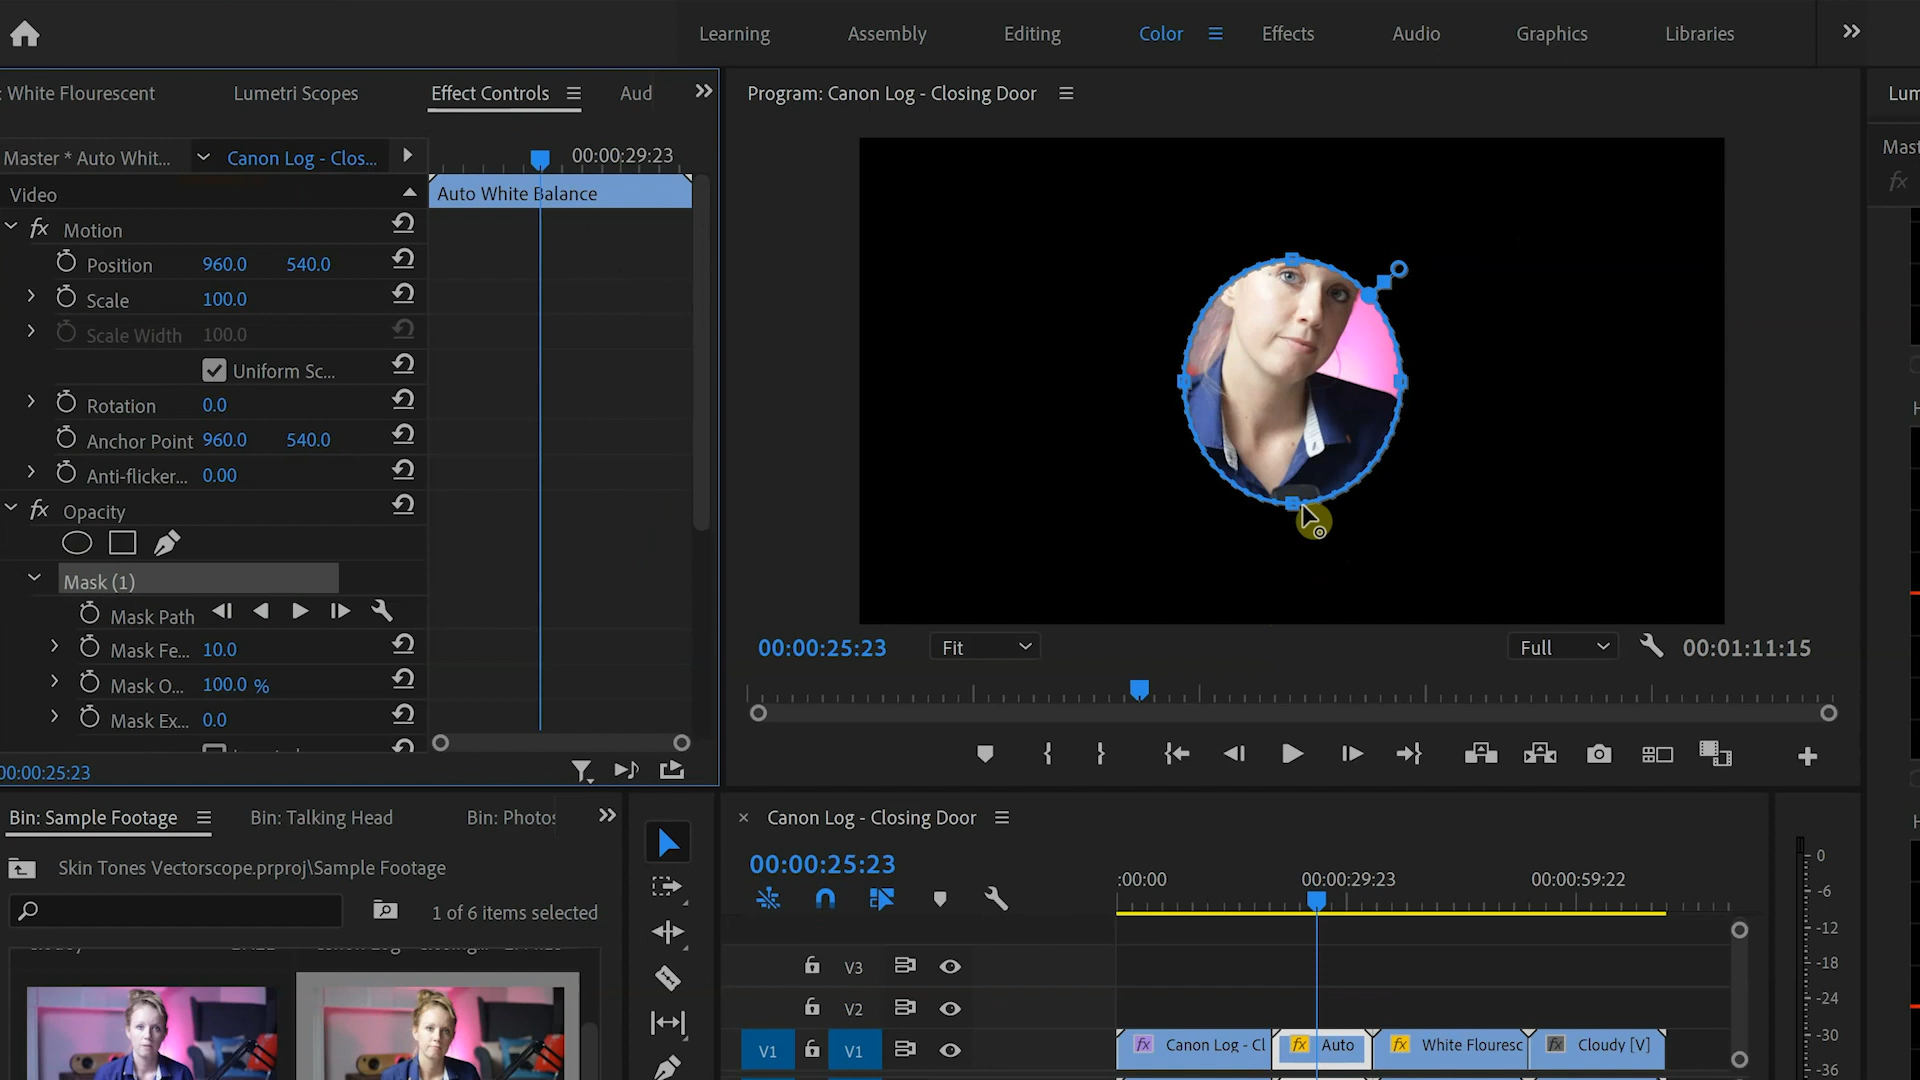 Learning Assembly Editing Color Effects Audio Graphics Libraries
: White Flourescent Lumetri Scopes Effect Controls Aud
Program: Canon Log - Closing Door
Lum
Master * Auto Whit... Canon Log - Clos... 00:00:29:23
Mast
fx
Video
Auto White Balance
fx Motion
Position 960.0 540.0
Scale 100.0
Scale Width 100.0
Uniform Sc...
Rotation 0.0
Anchor Point 960.0 540.0
Anti-flicker... 0.00
fx Opacity
Mask (1)
Mask Path
Mask Fe... 10.0
Mask O... 100.0 %
Mask Ex... 0.0
00:00:25:23
00:00:25:23 Fit Full 00:01:11:15
Bin: Sample Footage Bin: Talking Head Bin: Photos
Skin Tones Vectorscope.prproj\Sample Footage
1 of 6 items selected
Canon Log - Closing Door
00:00:25:23
:00:00 00:00:29:23 00:00:59:22
V3
V2
V1 V1
fx Canon Log - Cl fx Auto fx White Flouresc fx Cloudy [V]
0
-6
-12
-18
-24
-30
-36